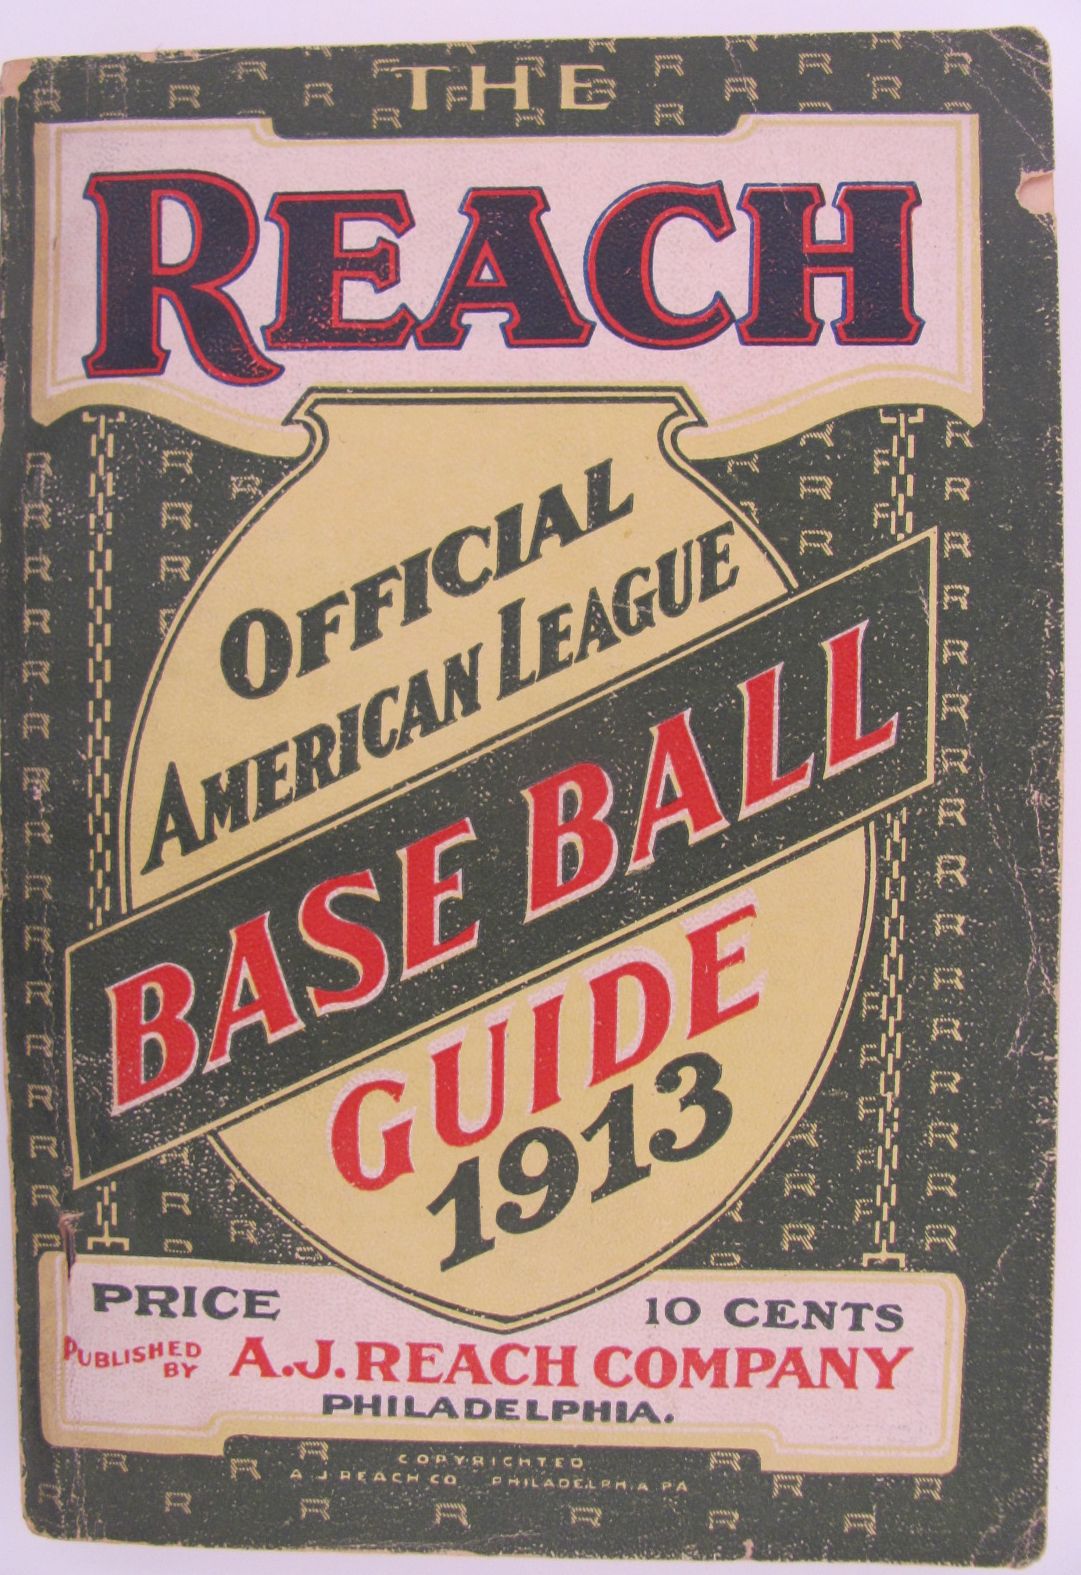 THE
REACH
OFFICIAL
AMERICAN LEAGUE
BASE BALL
GUIDE
1913
PRICE 10 CENTS
PUBLISHED BY A.J. REACH COMPANY
PHILADELPHIA.
COPYRIGHTED
A J REACH CO PHILADELPHIA PA